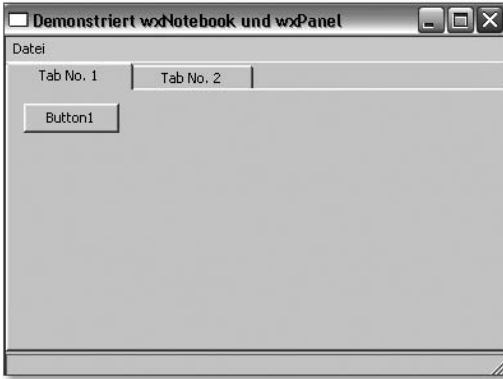 Demonstriert wxNotebook und wxPanel
Datei
Tab No. 1 Tab No. 2
Button1